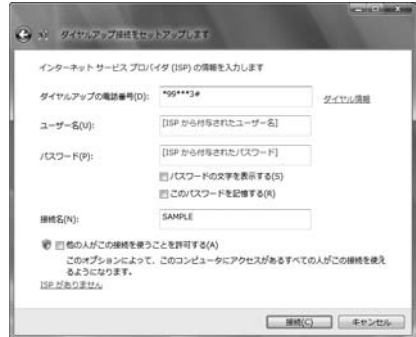 ダイヤルアップ接続をセットアップします
インターネット サービス プロバイダ (ISP) の情報を入力します
ダイヤルアップの電話番号(D): *99***3# ダイヤル情報
ユーザー名(U): [ISP から付与されたユーザー名]
パスワード(P): [ISP から付与されたパスワード]
パスワードの文字を表示する(S)
このパスワードを記憶する(R)
接続名(N): SAMPLE
他の人がこの接続を使うことを許可する(A)
このオプションによって、このコンピュータにアクセスがあるすべての人がこの接続を使え
るようになります。
ISP がありません
接続(C) キャンセル